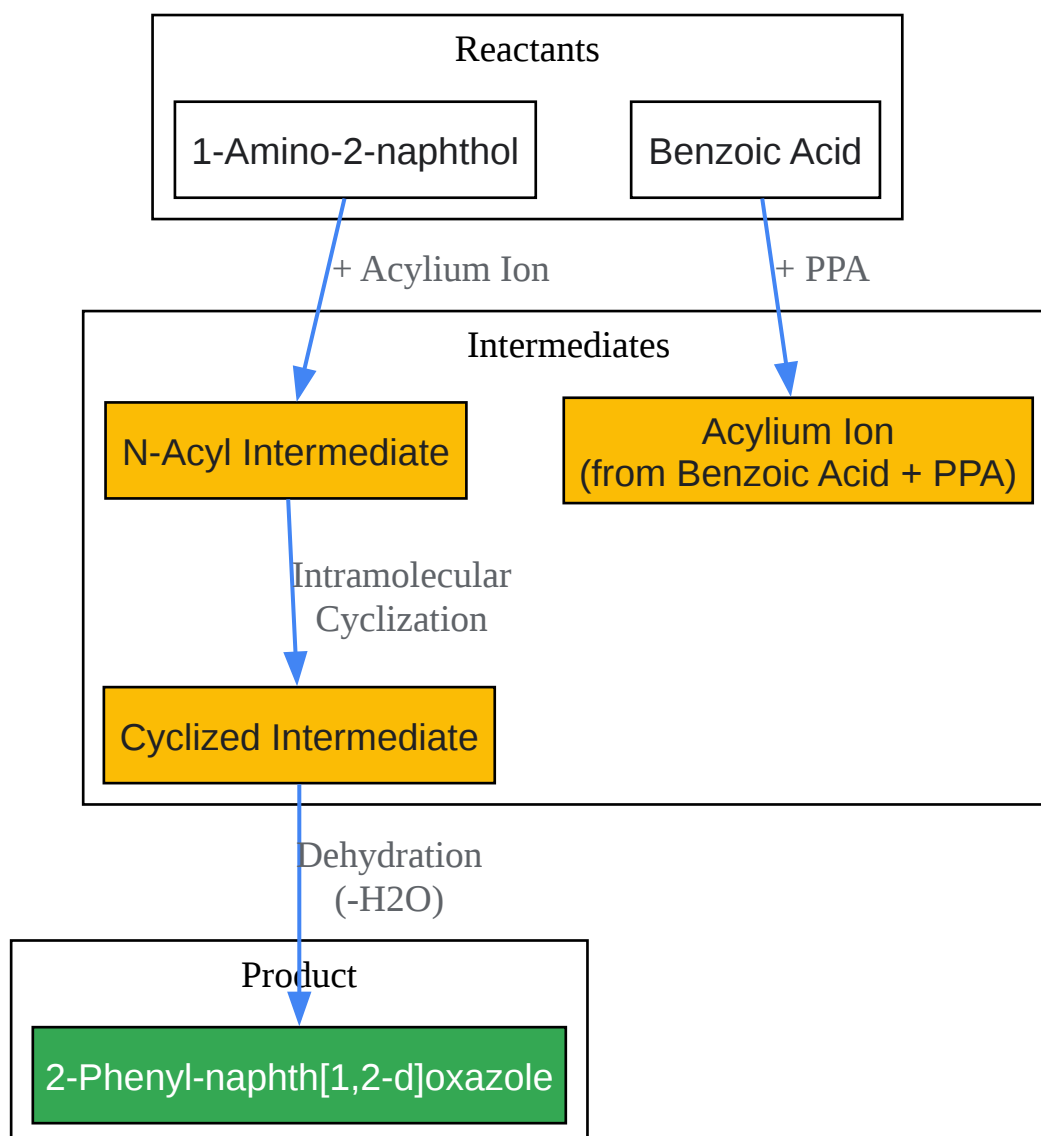 Reactants
1-Amino-2-naphthol
Benzoic Acid
+ Acylium Ion
+ PPA
Intermediates
N-Acyl Intermediate
Acylium Ion
(from Benzoic Acid + PPA)
Intramolecular
Cyclization
Cyclized Intermediate
Dehydration
(-H2O)
Product
2-Phenyl-naphth[1,2-d]oxazole